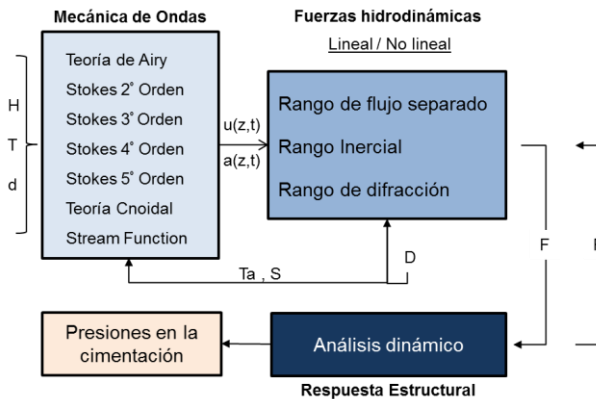 Mecánica de Ondas
Fuerzas hidrodinámicas
Lineal / No lineal
H
T
d
Teoría de Airy
Stokes 2° Orden
Stokes 3° Orden
Stokes 4° Orden
Stokes 5° Orden
Teoría Cnoidal
Stream Function
u(z,t)
a(z,t)
Rango de flujo separado
Rango Inercial
Rango de difracción
D
Ta , S
F
Presiones en la
cimentación
Análisis dinámico
Respuesta Estructural